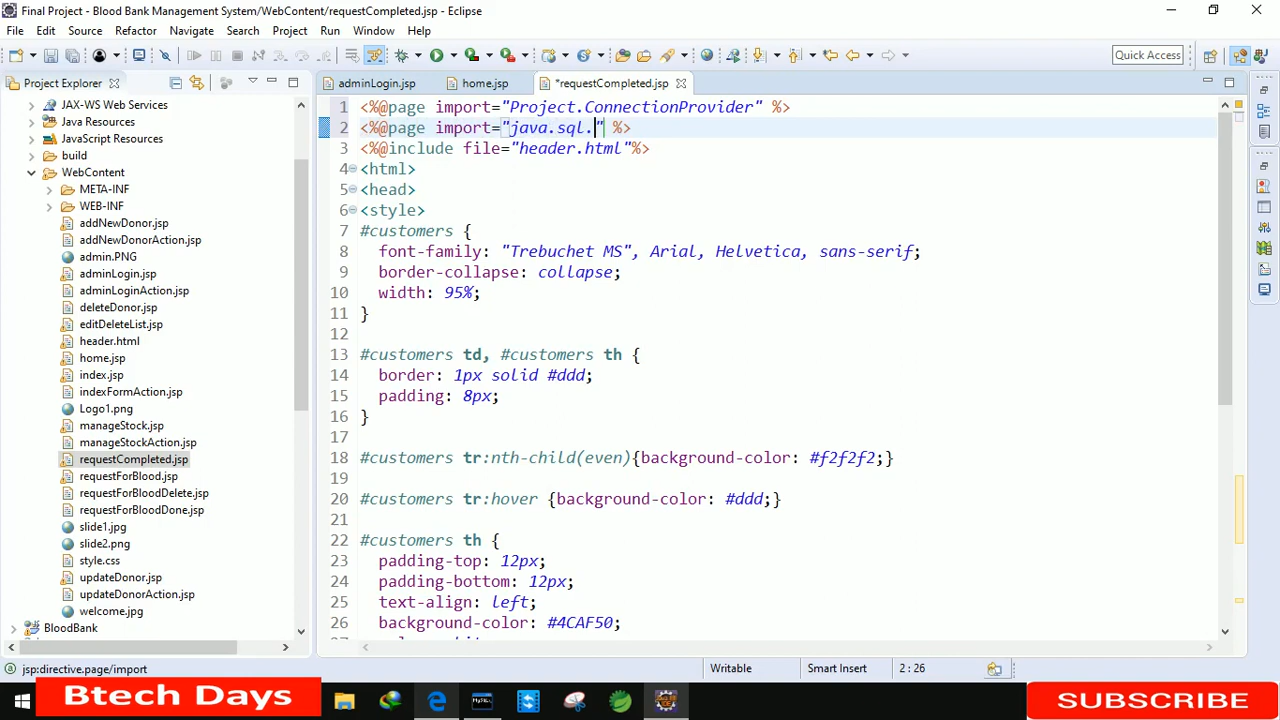 Final Project - Blood Bank Management System/WebContent/requestCompleted.jsp - Eclipse
File Edit Source Refactor Navigate Search Project Run Window Help
Quick Access
Project Explorer
adminLogin.jsp
home.jsp
*requestCompleted.jsp
JAX-WS Web Services
Java Resources
JavaScript Resources
build
WebContent
META-INF
WEB-INF
addNewDonor.jsp
addNewDonorAction.jsp
admin.PNG
adminLogin.jsp
adminLoginAction.jsp
deleteDonor.jsp
editDeleteList.jsp
header.html
home.jsp
index.jsp
indexFormAction.jsp
Logo1.png
manageStock.jsp
manageStockAction.jsp
requestCompleted.jsp
requestForBlood.jsp
requestForBloodDelete.jsp
requestForBloodDone.jsp
slide1.jpg
slide2.png
style.css
updateDonor.jsp
updateDonorAction.jsp
welcome.jpg
BloodBank
1 <%@page import="Project.ConnectionProvider" %>
2 <%@page import="java.sql." %>
3 <%@include file="header.html"%>
4 <html>
5 <head>
6 <style>
7 #customers {
8 font-family: "Trebuchet MS", Arial, Helvetica, sans-serif;
9 border-collapse: collapse;
10 width: 95%;
11 }
12
13 #customers td, #customers th {
14 border: 1px solid #ddd;
15 padding: 8px;
16 }
17
18 #customers tr:nth-child(even){background-color: #f2f2f2;}
19
20 #customers tr:hover {background-color: #ddd;}
21
22 #customers th {
23 padding-top: 12px;
24 padding-bottom: 12px;
25 text-align: left;
26 background-color: #4CAF50;
jsp:directive.page/import
Writable
Smart Insert
2 : 26
Btech Days
SUBSCRIBE